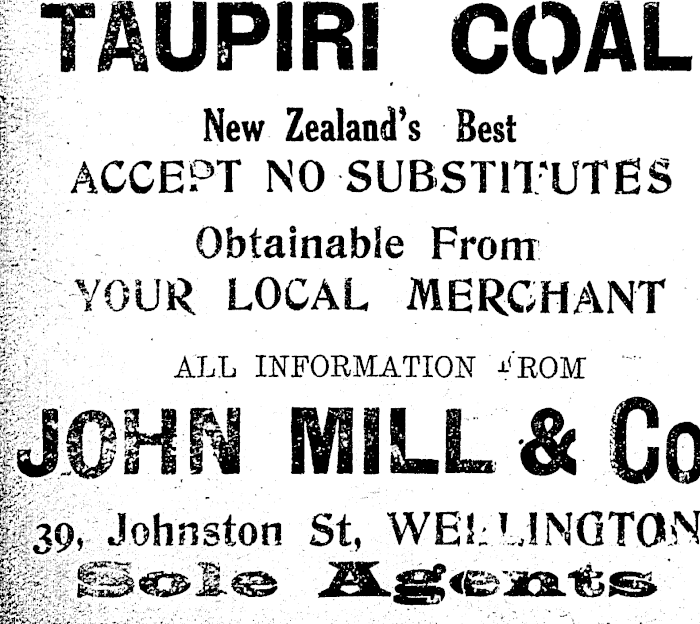 TAUPIRI COAL
New Zealand's Best
ACCEPT NO SUBSTITUTES
Obtainable From
YOUR LOCAL MERCHANT
ALL INFORMATION FROM
JOHN MILL & Co
39, Johnston St, WELLINGTON
Sole Agents